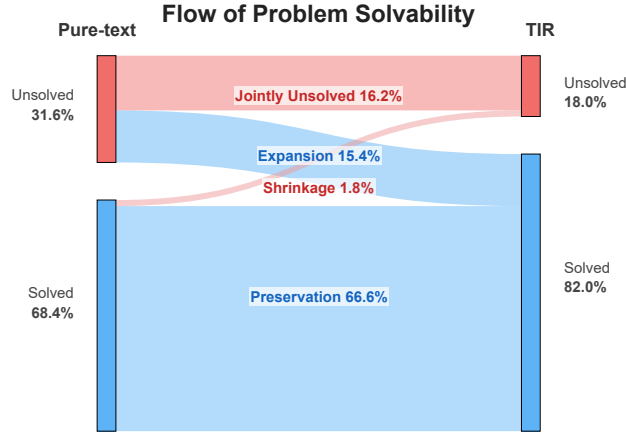 Flow of Problem Solvability
Pure-text
TIR
Unsolved
31.6%
Jointly Unsolved 16.2%
Unsolved
18.0%
Expansion 15.4%
Shrinkage 1.8%
Solved
68.4%
Preservation 66.6%
Solved
82.0%